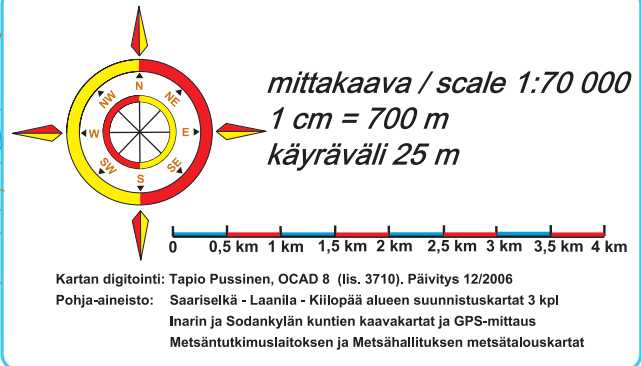 N
NW NE
W E
SW SE
S
mittakaava / scale 1:70 000
1 cm = 700 m
käyräväli 25 m
0 0,5 km 1 km 1,5 km 2 km 2,5 km 3 km 3,5 km 4 km
Kartan digitointi: Tapio Pussinen, OCAD 8 (lis. 3710). Päivitys 12/2006
Pohja-aineisto: Saariselkä - Laanila - Kiilopää alueen suunnistuskartat 3 kpl
Inarin ja Sodankylän kuntien kaavakartat ja GPS-mittaus
Metsäntutkimuslaitoksen ja Metsähallituksen metsätalouskartat